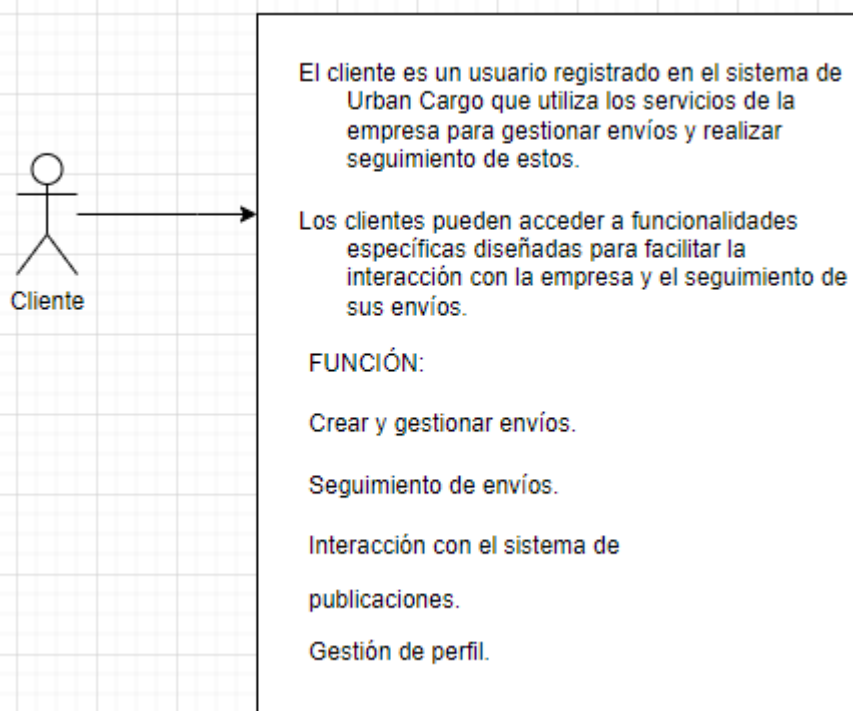 El cliente es un usuario registrado en el sistema de
Urban Cargo que utiliza los servicios de la
empresa para gestionar envíos y realizar
seguimiento de estos.
Los clientes pueden acceder a funcionalidades
específicas diseñadas para facilitar la
interacción con la empresa y el seguimiento de
sus envíos.
Cliente
FUNCIÓN:
Crear y gestionar envíos.
Seguimiento de envíos.
Interacción con el sistema de
publicaciones.
Gestión de perfil.